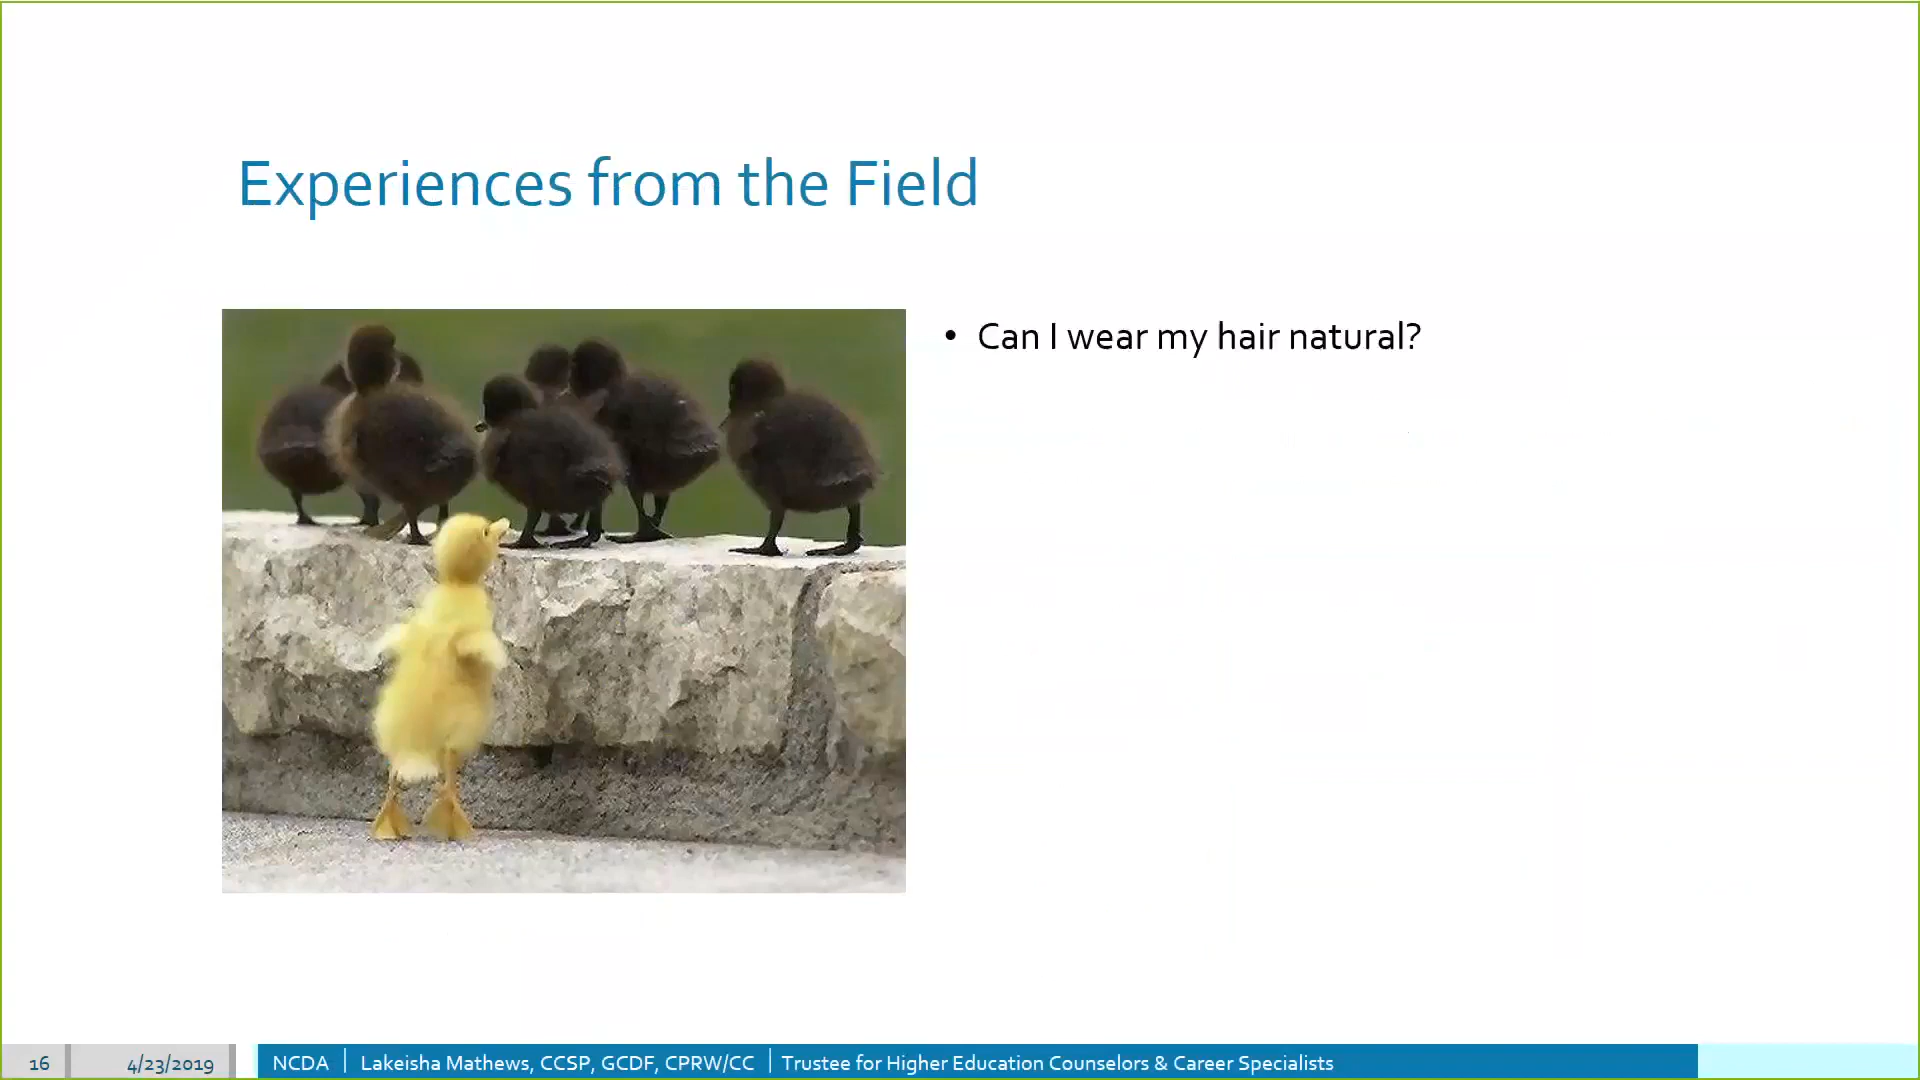 Experiences from the Field
• Can I wear my hair natural?
16 4/23/2019 NCDA | Lakeisha Mathews, CCSP, GCDF, CPRW/CC | Trustee for Higher Education Counselors & Career Specialists